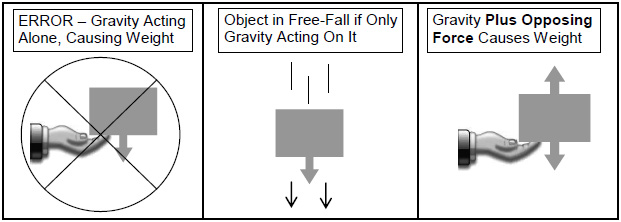 ERROR – Gravity Acting
Alone, Causing Weight
Object in Free-Fall if Only
Gravity Acting On It
Gravity Plus Opposing
Force Causes Weight